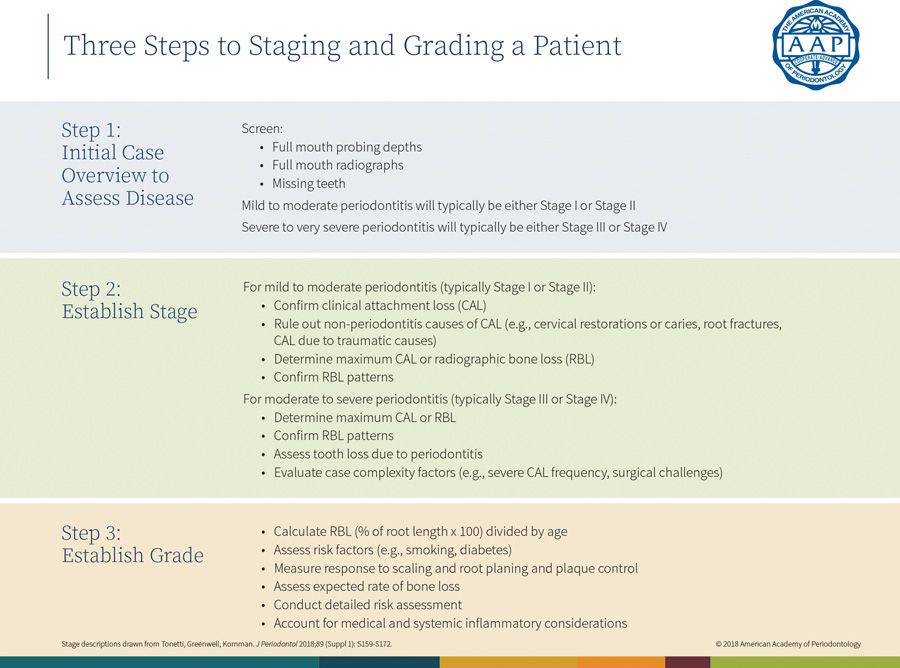 Three Steps to Staging and Grading a Patient
THE AMERICAN ACADEMY
AAP
OF PERIODONTOLOGY
Step 1:
Initial Case
Overview to
Assess Disease
Screen:
• Full mouth probing depths
• Full mouth radiographs
• Missing teeth
Mild to moderate periodontitis will typically be either Stage I or Stage II
Severe to very severe periodontitis will typically be either Stage III or Stage IV
Step 2:
Establish Stage
For mild to moderate periodontitis (typically Stage I or Stage II):
• Confirm clinical attachment loss (CAL)
• Rule out non-periodontitis causes of CAL (e.g., cervical restorations or caries, root fractures,
CAL due to traumatic causes)
• Determine maximum CAL or radiographic bone loss (RBL)
• Confirm RBL patterns
For moderate to severe periodontitis (typically Stage III or Stage IV):
• Determine maximum CAL or RBL
• Confirm RBL patterns
• Assess tooth loss due to periodontitis
• Evaluate case complexity factors (e.g., severe CAL frequency, surgical challenges)
Step 3:
Establish Grade
• Calculate RBL (% of root length x 100) divided by age
• Assess risk factors (e.g., smoking, diabetes)
• Measure response to scaling and root planing and plaque control
• Assess expected rate of bone loss
• Conduct detailed risk assessment
• Account for medical and systemic inflammatory considerations
Stage descriptions drawn from Tonetti, Greenwell, Kornman. J Periodontol 2018;89 (Suppl 1): S159-S172.
© 2018 American Academy of Periodontology